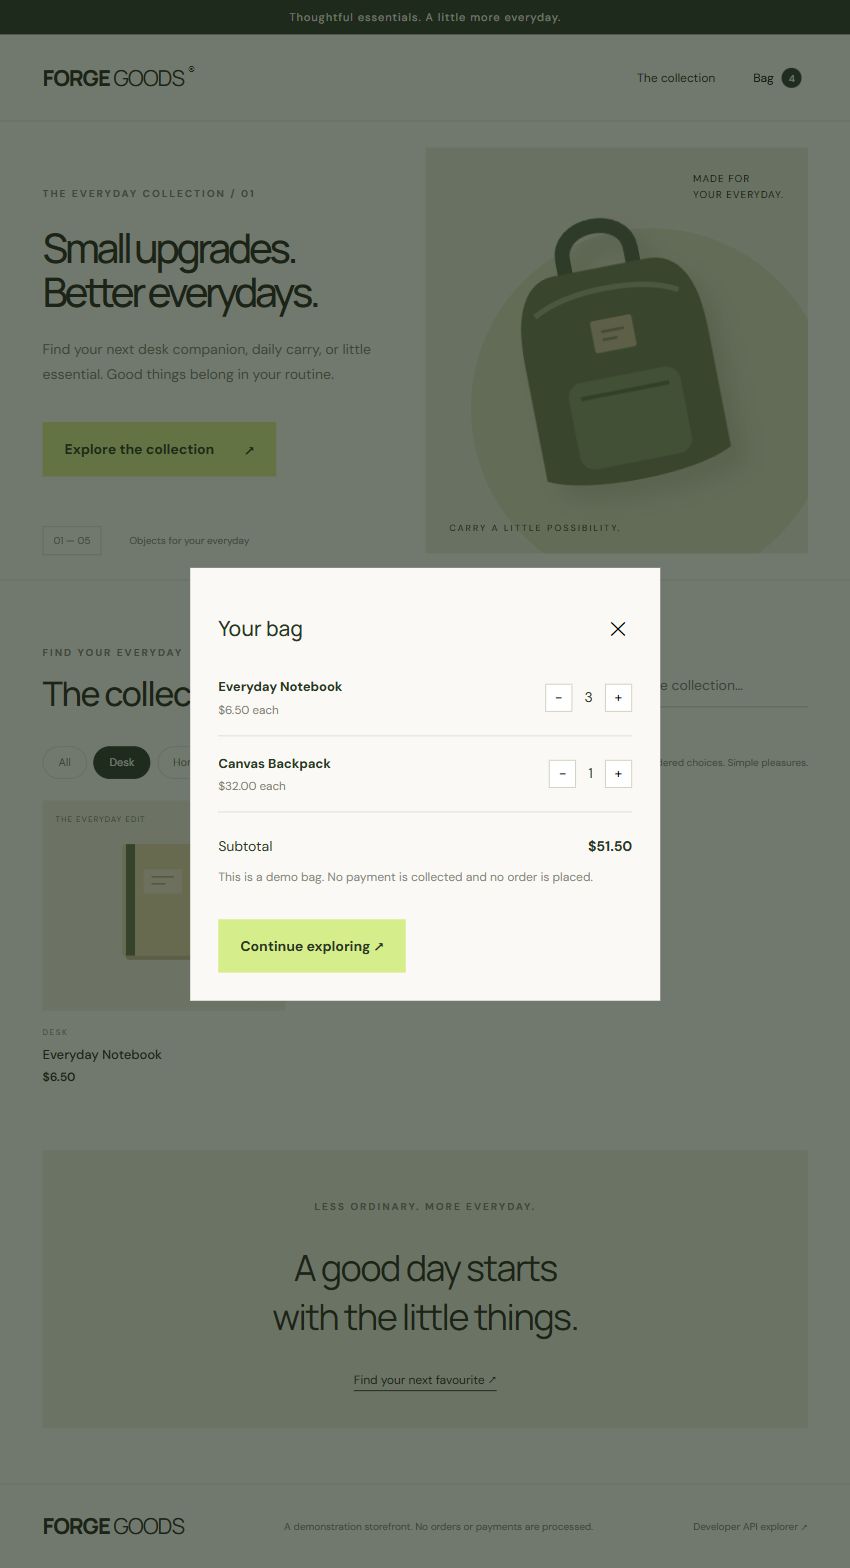 Thoughtful essentials. A little more everyday.
FORGE GOODS ®
The collection
Bag 4
THE EVERYDAY COLLECTION / 01
Small upgrades.
Better everydays.
Find your next desk companion, daily carry, or little
essential. Good things belong in your routine.
Explore the collection ↗
01 — 05
Objects for your everyday
MADE FOR
YOUR EVERYDAY.
CARRY A LITTLE POSSIBILITY.
FIND YOUR EVERYDAY
The collec
e collection...
All
Desk
choices. Simple pleasures.
THE EVERYDAY EDIT
DESK
Everyday Notebook
$6.50
Your bag
Everyday Notebook
$6.50 each
− 3 +
Canvas Backpack
$32.00 each
− 1 +
Subtotal
$51.50
This is a demo bag. No payment is collected and no order is placed.
Continue exploring ↗
LESS ORDINARY. MORE EVERYDAY.
A good day starts
with the little things.
Find your next favourite ↗
FORGE GOODS
A demonstration storefront. No orders or payments are processed.
Developer API explorer ↗